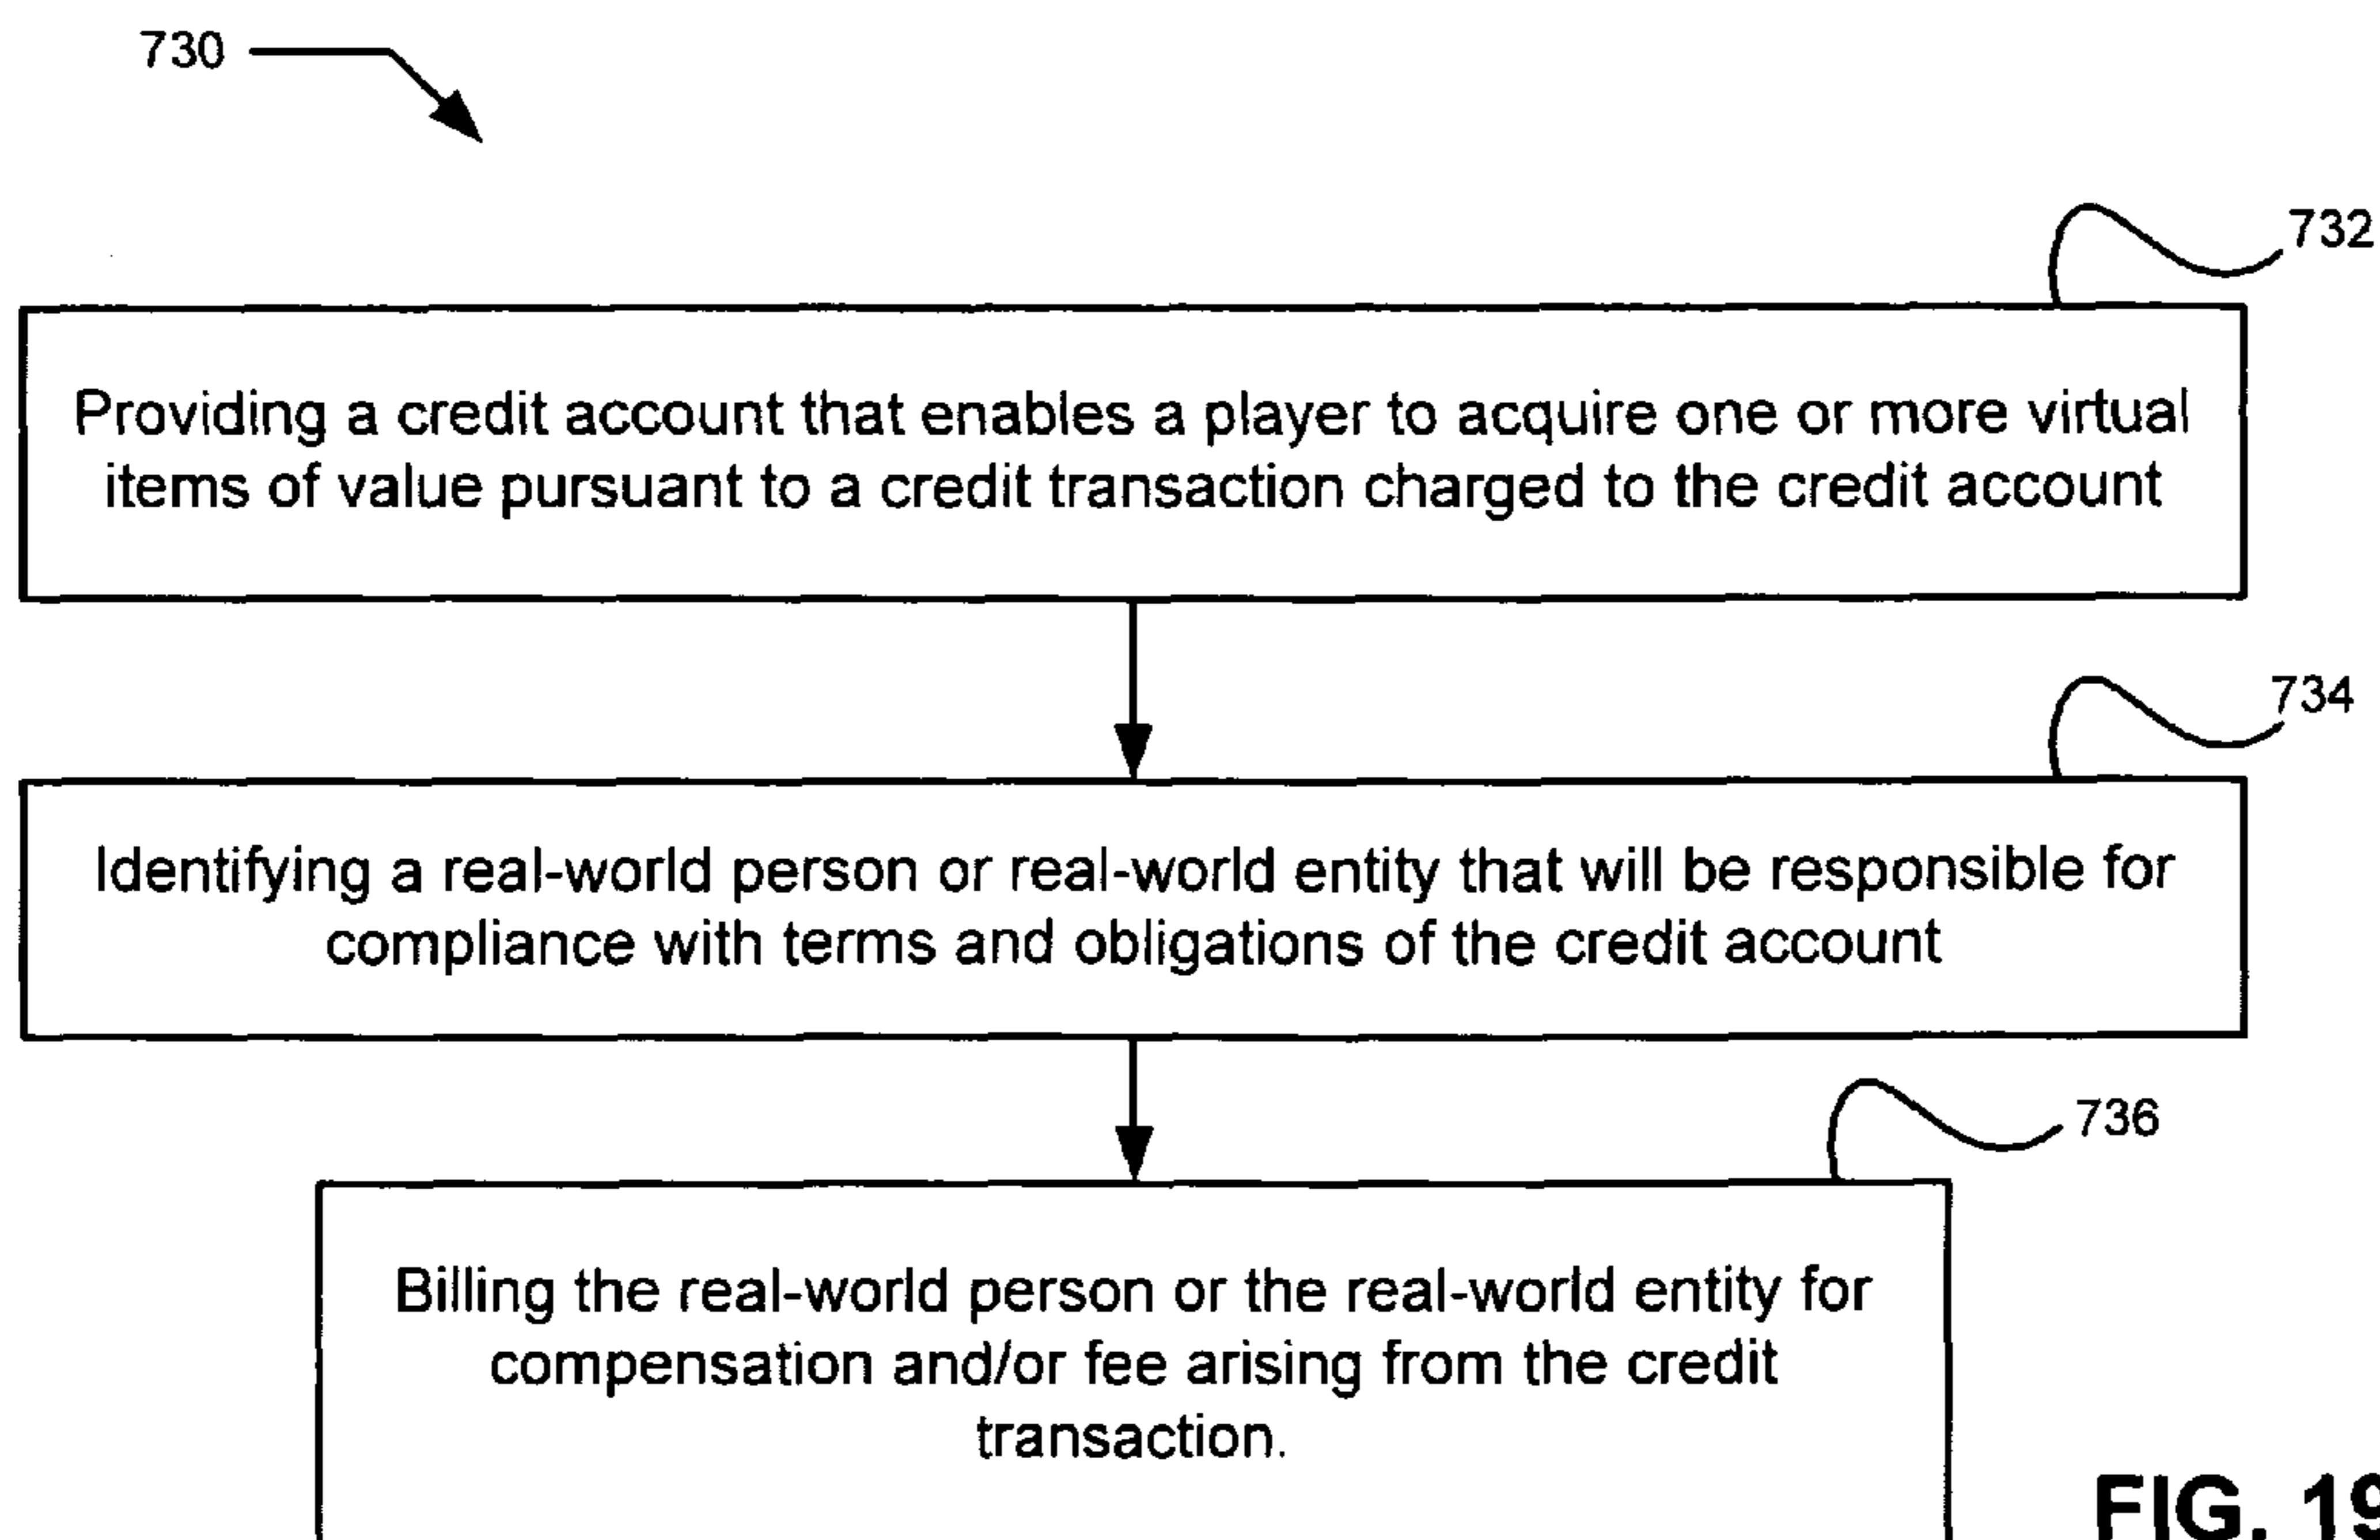 730
732
Providing a credit account that enables a player to acquire one or more virtual
items of value pursuant to a credit transaction charged to the credit account
734
Identifying a real-world person or real-world entity that will be responsible for
compliance with terms and obligations of the credit account
736
Billing the real-world person or the real-world entity for
compensation and/or fee arising from the credit
transaction.
FIG. 19